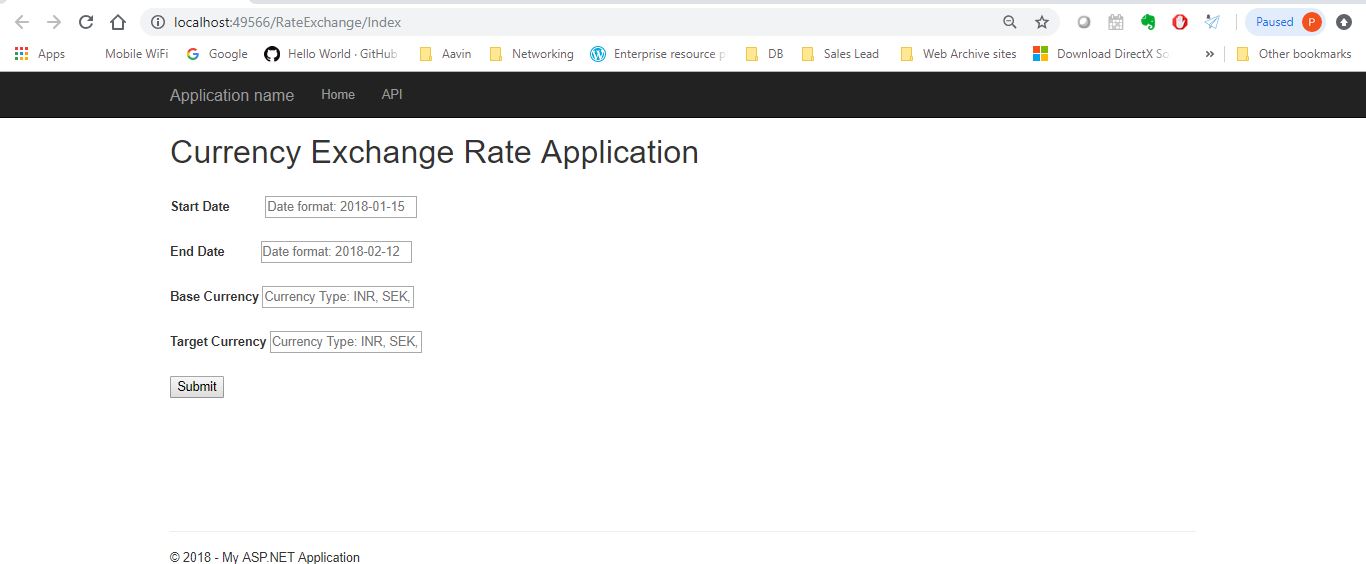 localhost:49566/RateExchange/Index
Paused P
Apps Mobile WiFi Google Hello World · GitHub Aavin Networking Enterprise resource p DB Sales Lead Web Archive sites Download DirectX So » Other bookmarks
Application name Home API
Currency Exchange Rate Application
Start Date Date format: 2018-01-15
End Date Date format: 2018-02-12
Base Currency Currency Type: INR, SEK,
Target Currency Currency Type: INR, SEK,
Submit
© 2018 - My ASP.NET Application